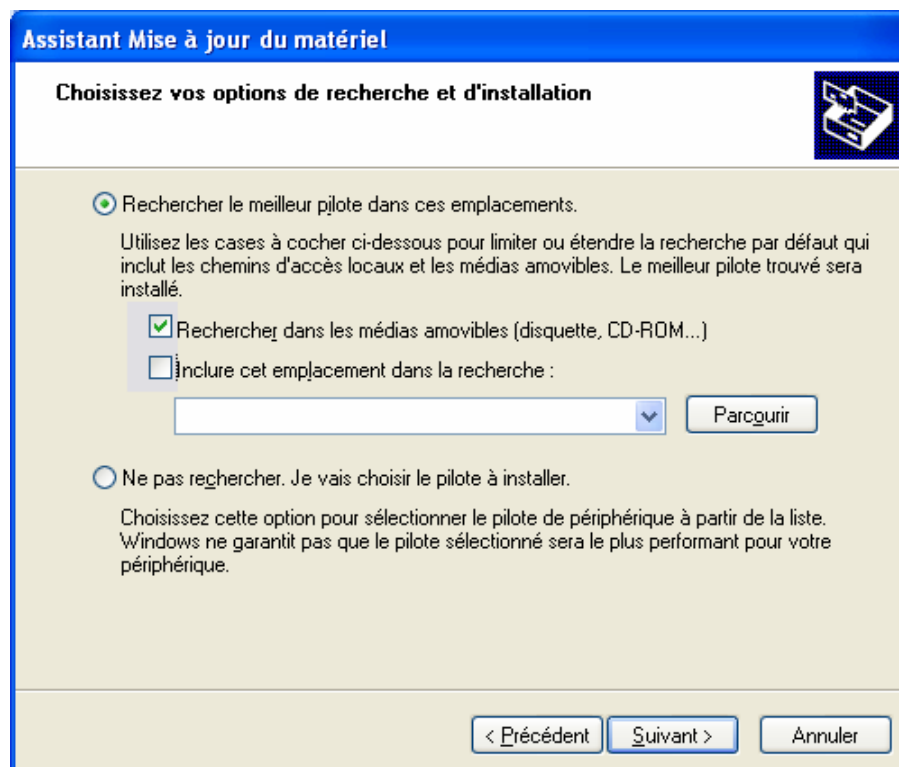 Assistant Mise à jour du matériel
Choisissez vos options de recherche et d'installation
Rechercher le meilleur pilote dans ces emplacements.
Utilisez les cases à cocher ci-dessous pour limiter ou étendre la recherche par défaut qui
inclut les chemins d'accès locaux et les médias amovibles. Le meilleur pilote trouvé sera
installé.
Rechercher dans les médias amovibles (disquette, CD-ROM...)
Inclure cet emplacement dans la recherche :
Parcourir
Ne pas rechercher. Je vais choisir le pilote à installer.
Choisissez cette option pour sélectionner le pilote de périphérique à partir de la liste.
Windows ne garantit pas que le pilote sélectionné sera le plus performant pour votre
périphérique.
< Précédent Suivant > Annuler